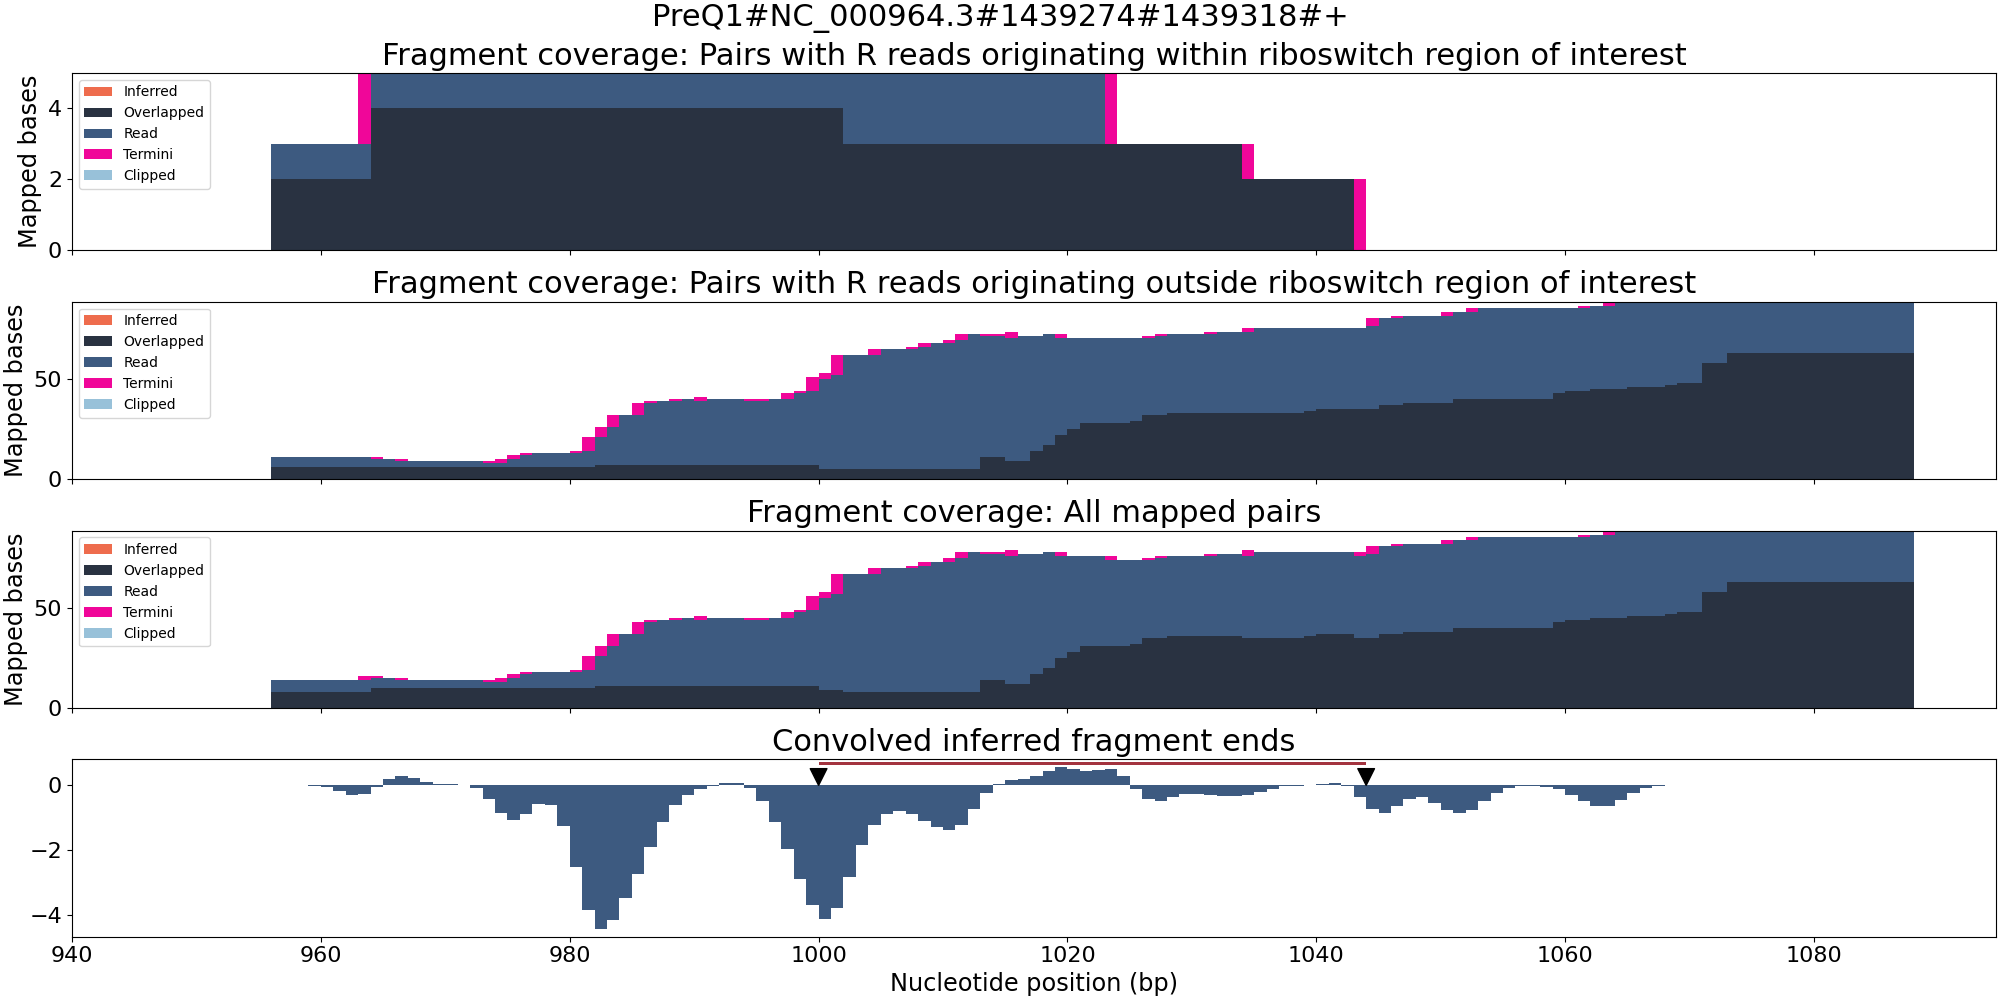 PreQ1#NC_000964.3#1439274#1439318#+
Fragment coverage: Pairs with R reads originating within riboswitch region of interest
Mapped bases
4
2
0
Inferred
Overlapped
Read
Termini
Clipped
Fragment coverage: Pairs with R reads originating outside riboswitch region of interest
Mapped bases
50
0
Inferred
Overlapped
Read
Termini
Clipped
Fragment coverage: All mapped pairs
Mapped bases
50
0
Inferred
Overlapped
Read
Termini
Clipped
Convolved inferred fragment ends
0
−2
−4
940 960 980 1000 1020 1040 1060 1080
Nucleotide position (bp)